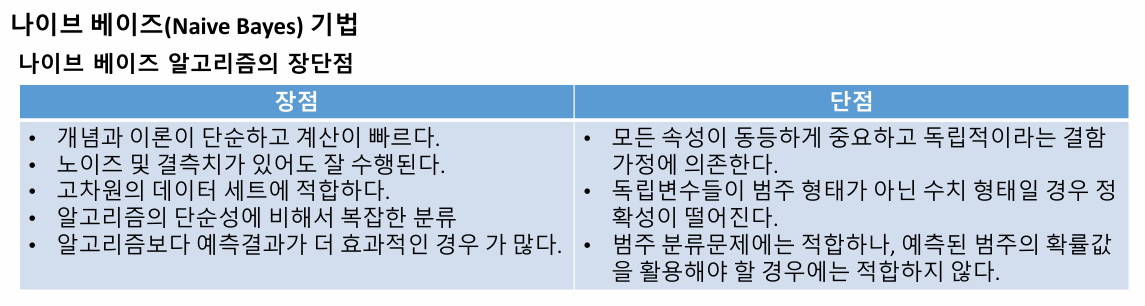 나이브 베이즈(Naive Bayes) 기법
나이브 베이즈 알고리즘의 장단점
장점
• 개념과 이론이 단순하고 계산이 빠르다.
• 노이즈 및 결측치가 있어도 잘 수행된다.
• 고차원의 데이터 세트에 적합하다.
• 알고리즘의 단순성에 비해서 복잡한 분류
• 알고리즘보다 예측결과가 더 효과적인 경우 가 많다.
단점
• 모든 속성이 동등하게 중요하고 독립적이라는 결함
가정에 의존한다.
• 독립변수들이 범주 형태가 아닌 수치 형태일 경우 정
확성이 떨어진다.
• 범주 분류문제에는 적합하나, 예측된 범주의 확률값
을 활용해야 할 경우에는 적합하지 않다.